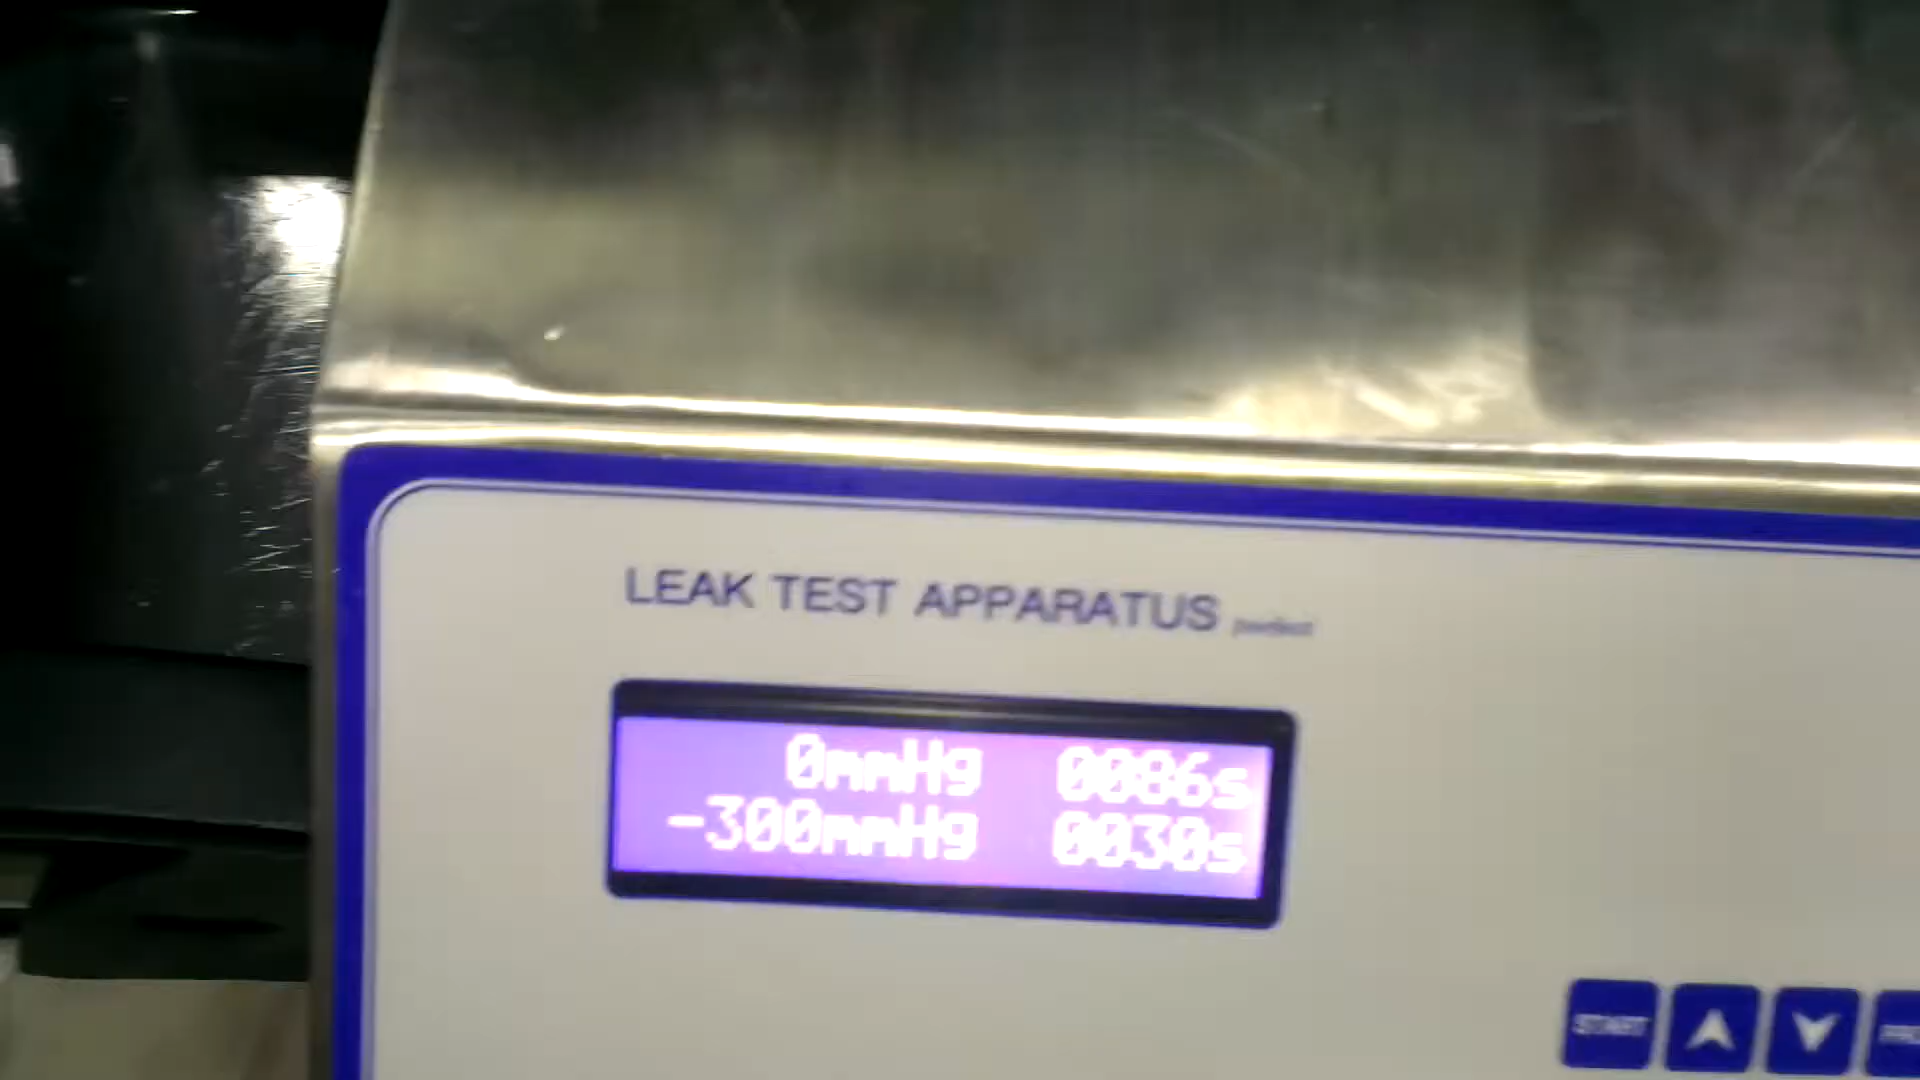 LEAK TEST APPARATUS
0mmHg 0086s
-300mmHg 0030s
START